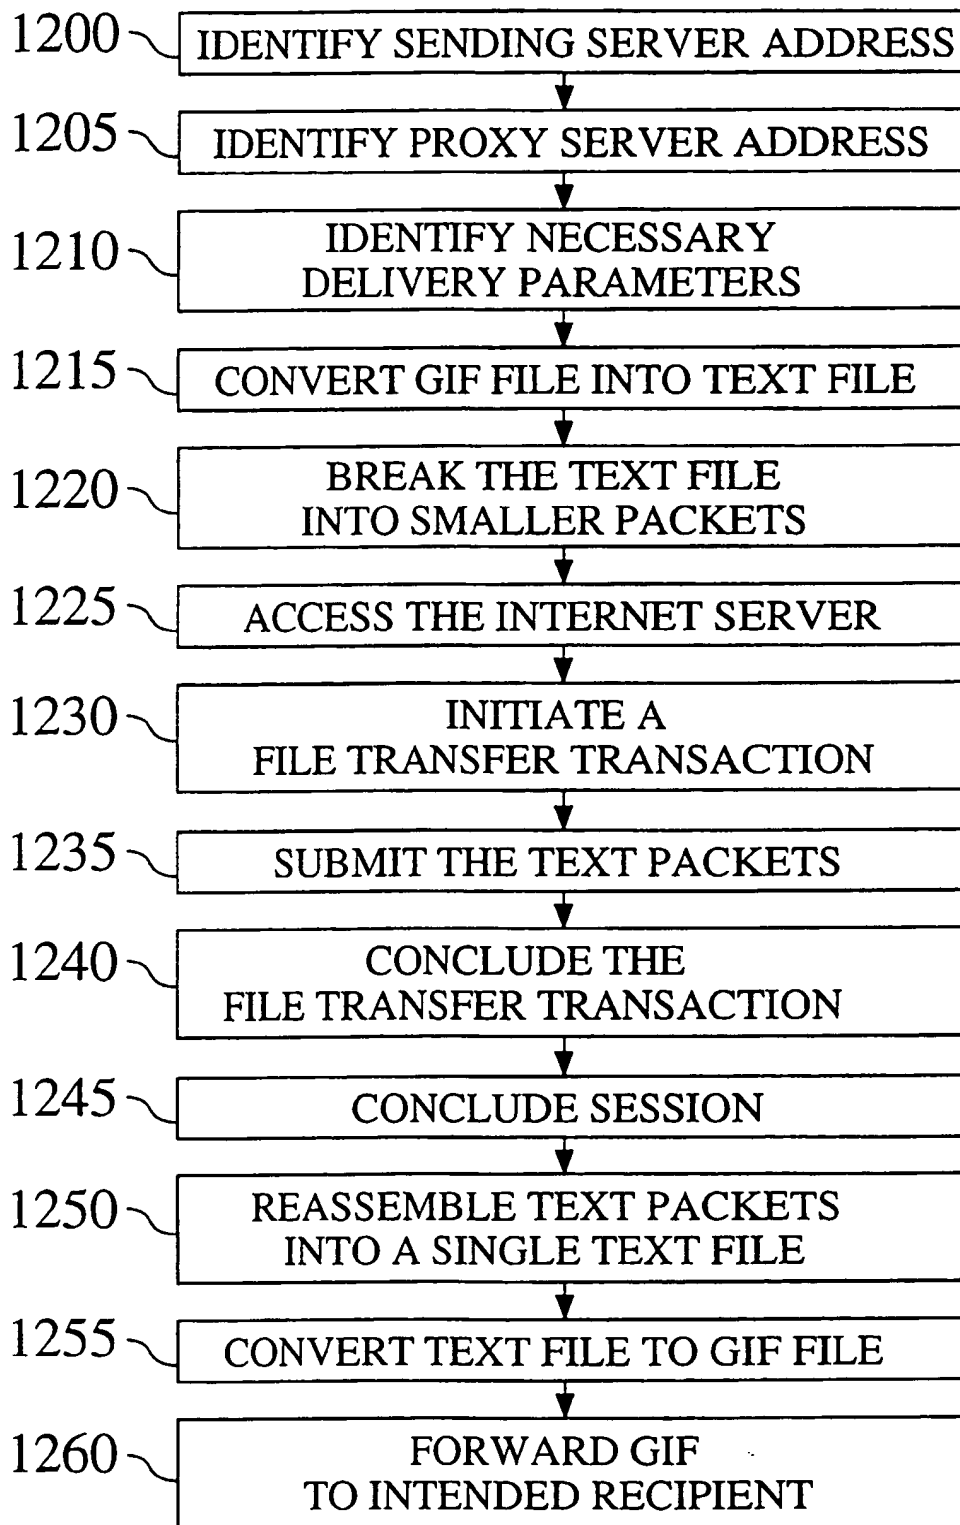 1200 IDENTIFY SENDING SERVER ADDRESS
1205 IDENTIFY PROXY SERVER ADDRESS
1210 IDENTIFY NECESSARY
DELIVERY PARAMETERS
1215 CONVERT GIF FILE INTO TEXT FILE
1220 BREAK THE TEXT FILE
INTO SMALLER PACKETS
1225 ACCESS THE INTERNET SERVER
1230 INITIATE A
FILE TRANSFER TRANSACTION
1235 SUBMIT THE TEXT PACKETS
1240 CONCLUDE THE
FILE TRANSFER TRANSACTION
1245 CONCLUDE SESSION
1250 REASSEMBLE TEXT PACKETS
INTO A SINGLE TEXT FILE
1255 CONVERT TEXT FILE TO GIF FILE
1260 FORWARD GIF
TO INTENDED RECIPIENT